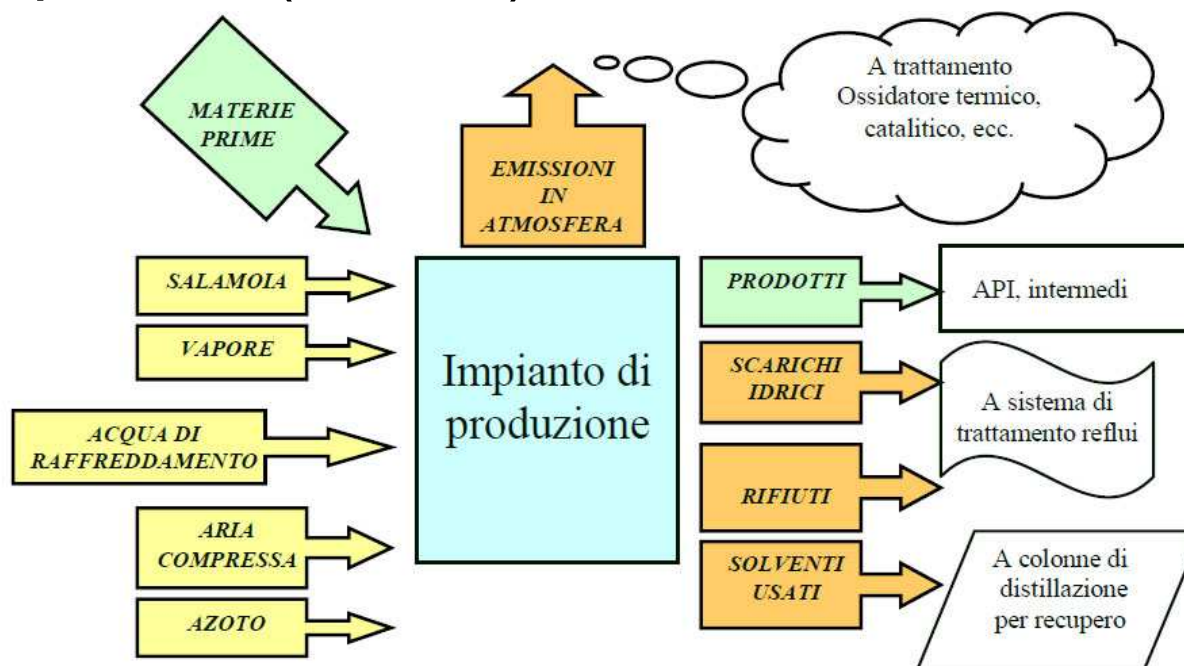 MATERIE
PRIME
EMISSIONI
IN
ATMOSFERA
A trattamento
Ossidatore termico,
catalitico, ecc.
SALAMOIA
VAPORE
ACQUA DI
RAFFREDDAMENTO
ARIA
COMPRESSA
AZOTO
Impianto di
produzione
PRODOTTI
API, intermedi
SCARICHI
IDRICI
A sistema di
trattamento reflui
RIFIUTI
SOLVENTI
USATI
A colonne di
distillazione
per recupero